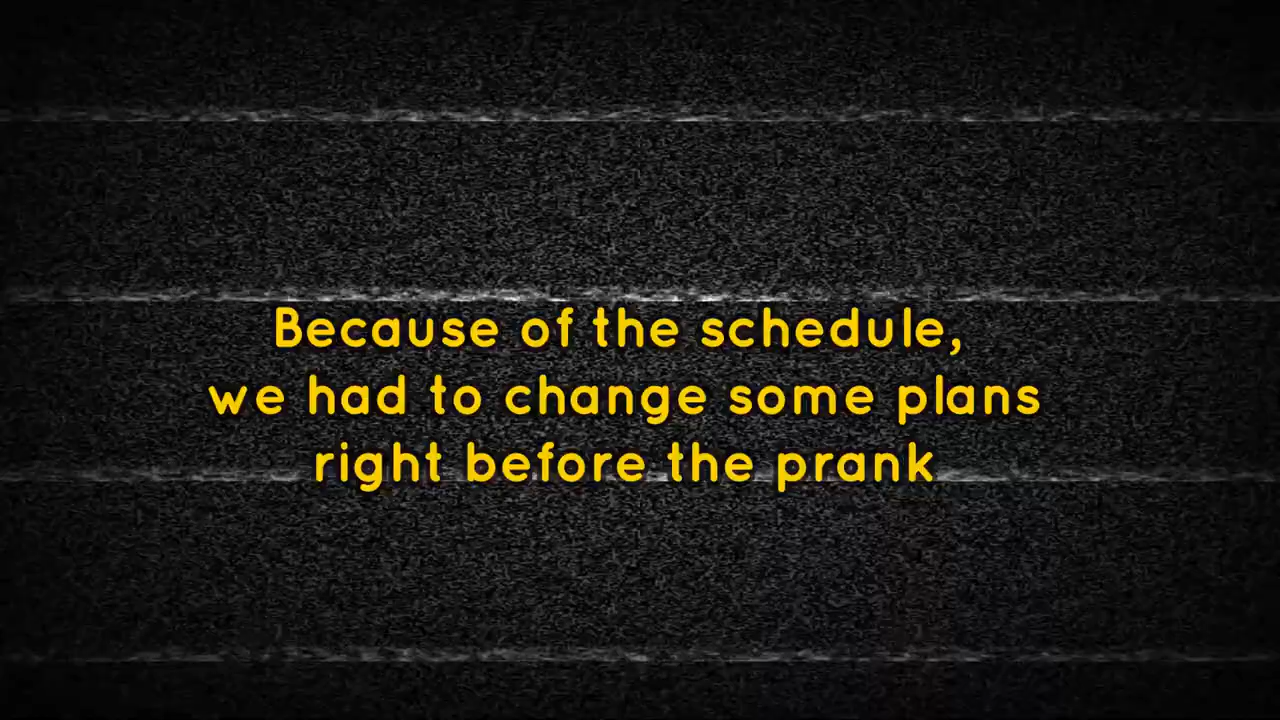 Because of the schedule,
we had to change some plans
right before the prank